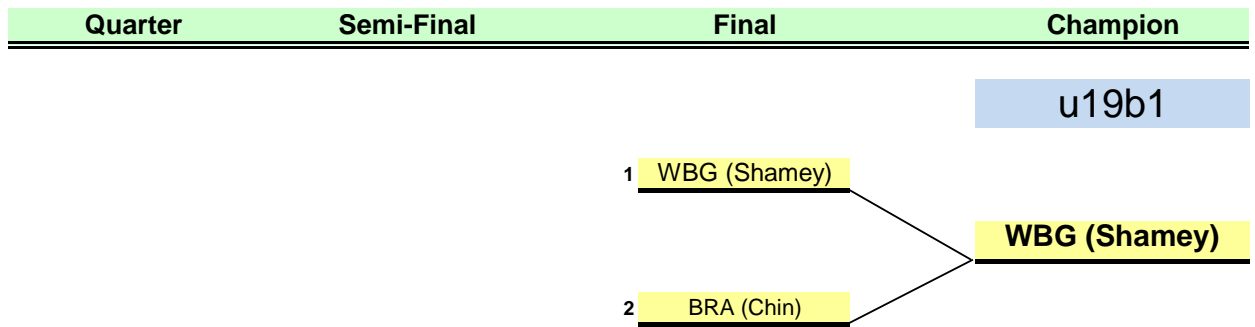 Quarter Semi-Final Final Champion
u19b1
1 WBG (Shamey)
WBG (Shamey)
2 BRA (Chin)